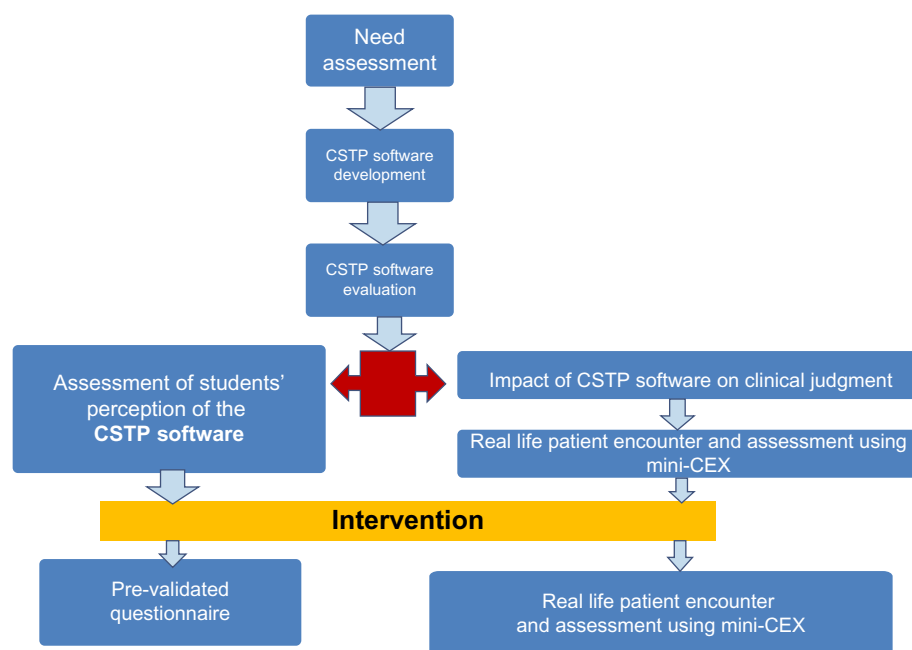 Need
assessment
CSTP software
development
CSTP software
evaluation
Assessment of students’
perception of the
CSTP software
Impact of CSTP software on clinical judgment
Real life patient encounter and assessment using
mini-CEX
Intervention
Pre-validated
questionnaire
Real life patient encounter
and assessment using mini-CEX